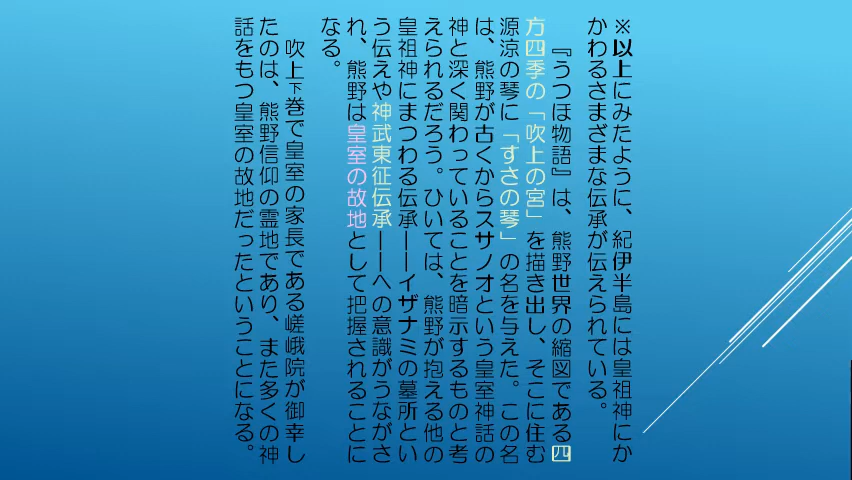 ※以上にみたように、紀伊半島には皇祖神にか
かわるさまざまな伝承が伝えられている。
『うつほ物語』は、熊野世界の縮図である四
方四季の「吹上の宮」を描き出し、そこに住む
源涼の琴に「すさの琴」の名を与えた。この名
は、熊野が古くからスサノオという皇室神話の
神と深く関わっていることを暗示するものと考
えられるだろう。ひいては、熊野が抱える他の
皇祖神にまつわる伝承――イザナミの墓所とい
う伝えや神武東征伝承――への意識がうながさ
れ、熊野は皇室の故地として把握されることに
なる。
吹上下巻で皇室の家長である嵯峨院が御幸し
たのは、熊野信仰の霊地であり、また多くの神
話をもつ皇室の故地だったということになる。